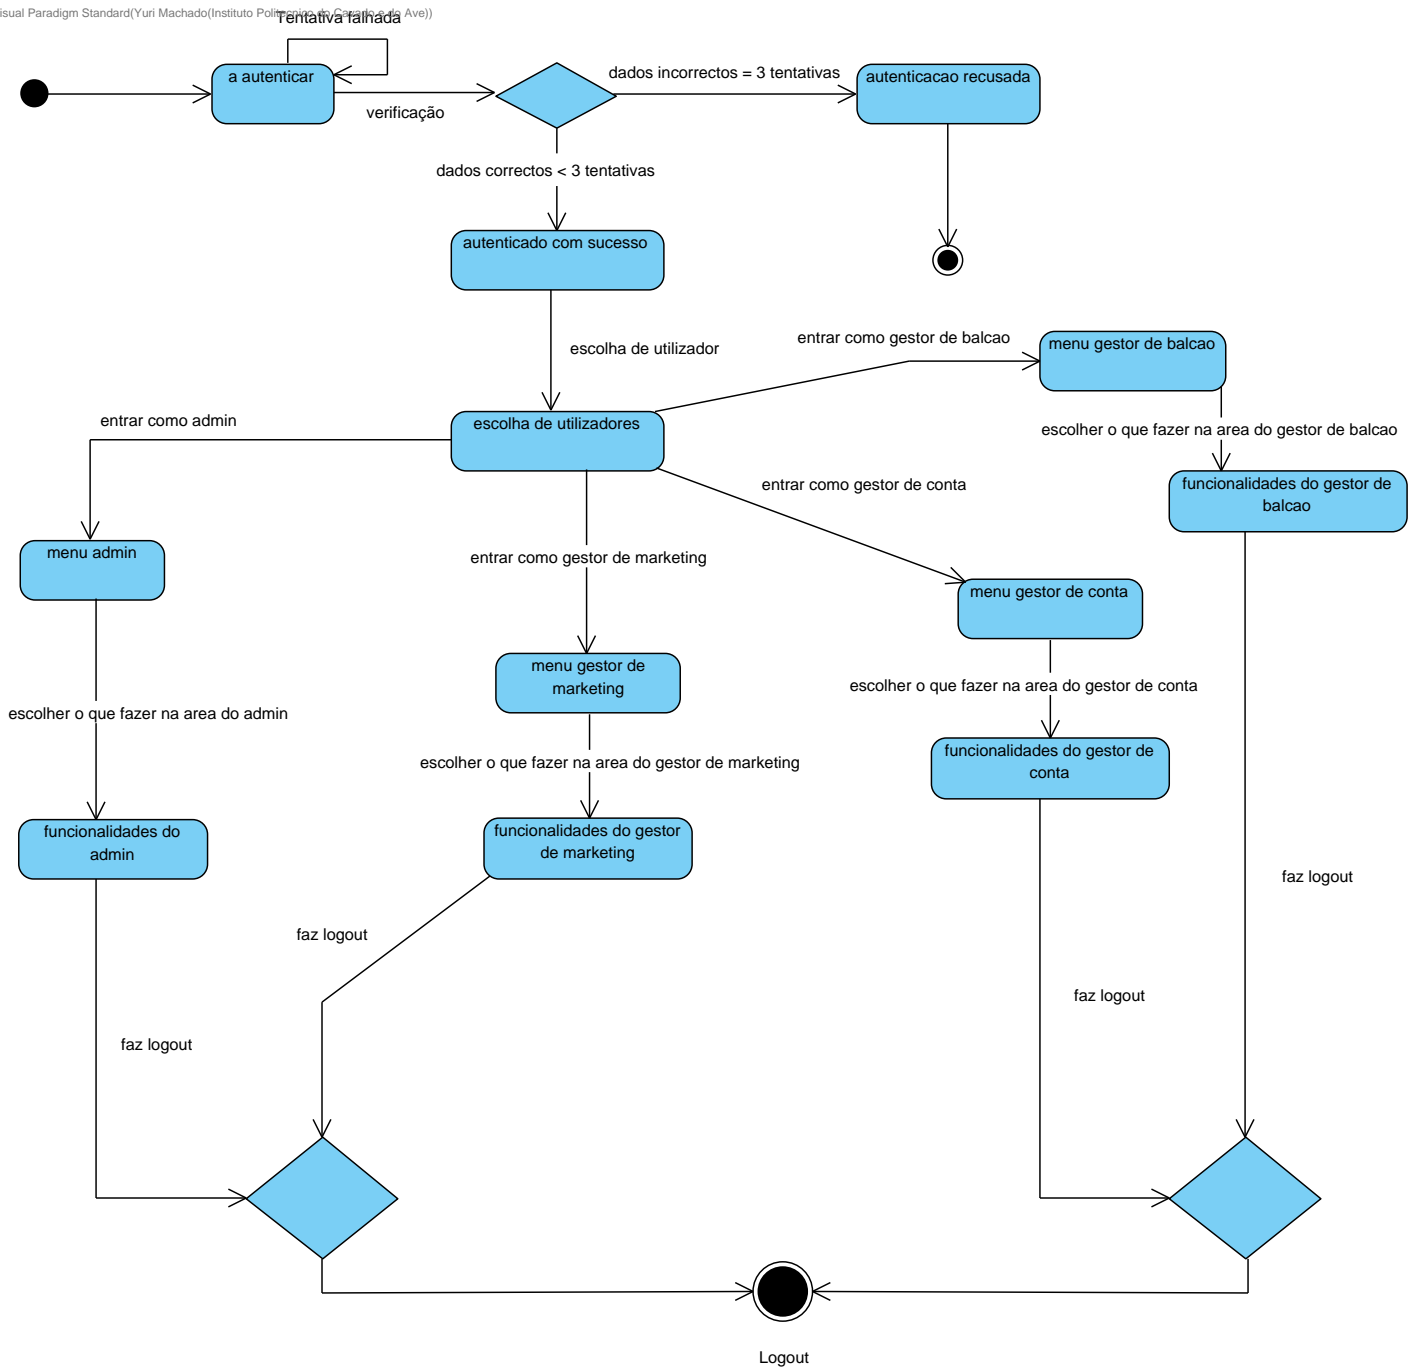 isual Paradigm Standard(Yuri Machado(Instituto Politecnico do Cavado e do Ave))
Tentativa falhada
a autenticar
dados incorrectos = 3 tentativas
autenticacao recusada
verificação
dados correctos < 3 tentativas
autenticado com sucesso
escolha de utilizador
entrar como gestor de balcao
menu gestor de balcao
entrar como admin
escolha de utilizadores
escolher o que fazer na area do gestor de balcao
entrar como gestor de conta
funcionalidades do gestor de
balcao
menu admin
entrar como gestor de marketing
menu gestor de conta
menu gestor de
marketing
escolher o que fazer na area do gestor de conta
escolher o que fazer na area do admin
escolher o que fazer na area do gestor de marketing
funcionalidades do gestor de
conta
funcionalidades do
admin
funcionalidades do gestor
de marketing
faz logout
faz logout
faz logout
faz logout
Logout